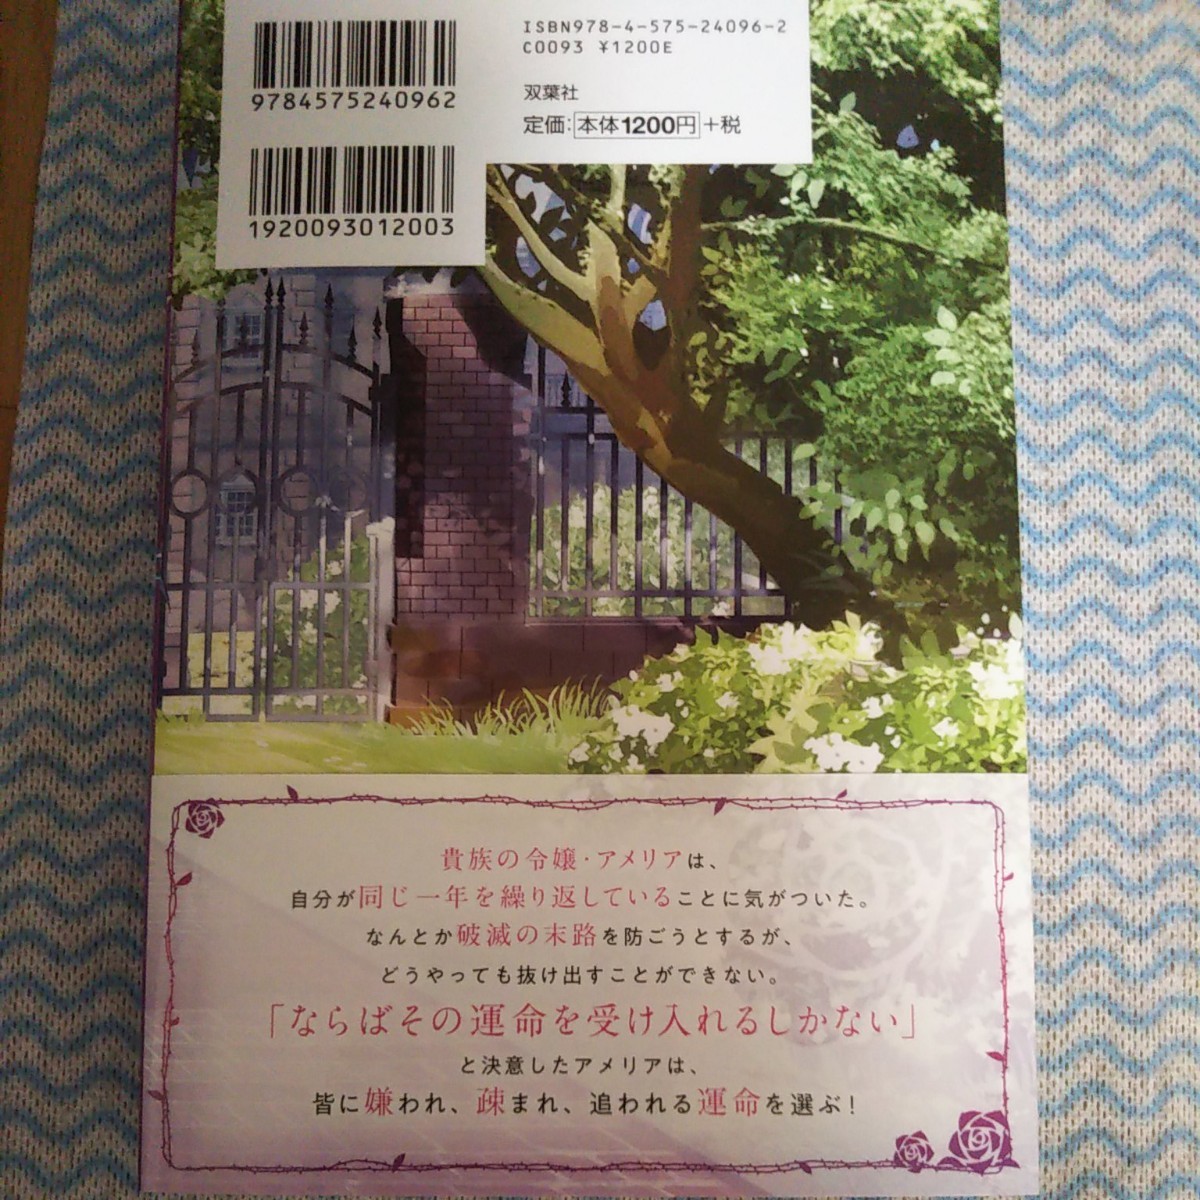 ISBN978-4-575-24096-2
C0093 ¥1200E
9784575240962
双葉社
定価:本体1200円+税
1920093012003
貴族の令嬢・アメリアは、
自分が同じ一年を繰り返していることに気がついた。
なんとか破滅の末路を防ごうとするが、
どうやっても抜け出すことができない。
「ならばその運命を受け入れるしかない」
と決意したアメリアは、
皆に嫌われ、疎まれ、追われる運命を選ぶ!